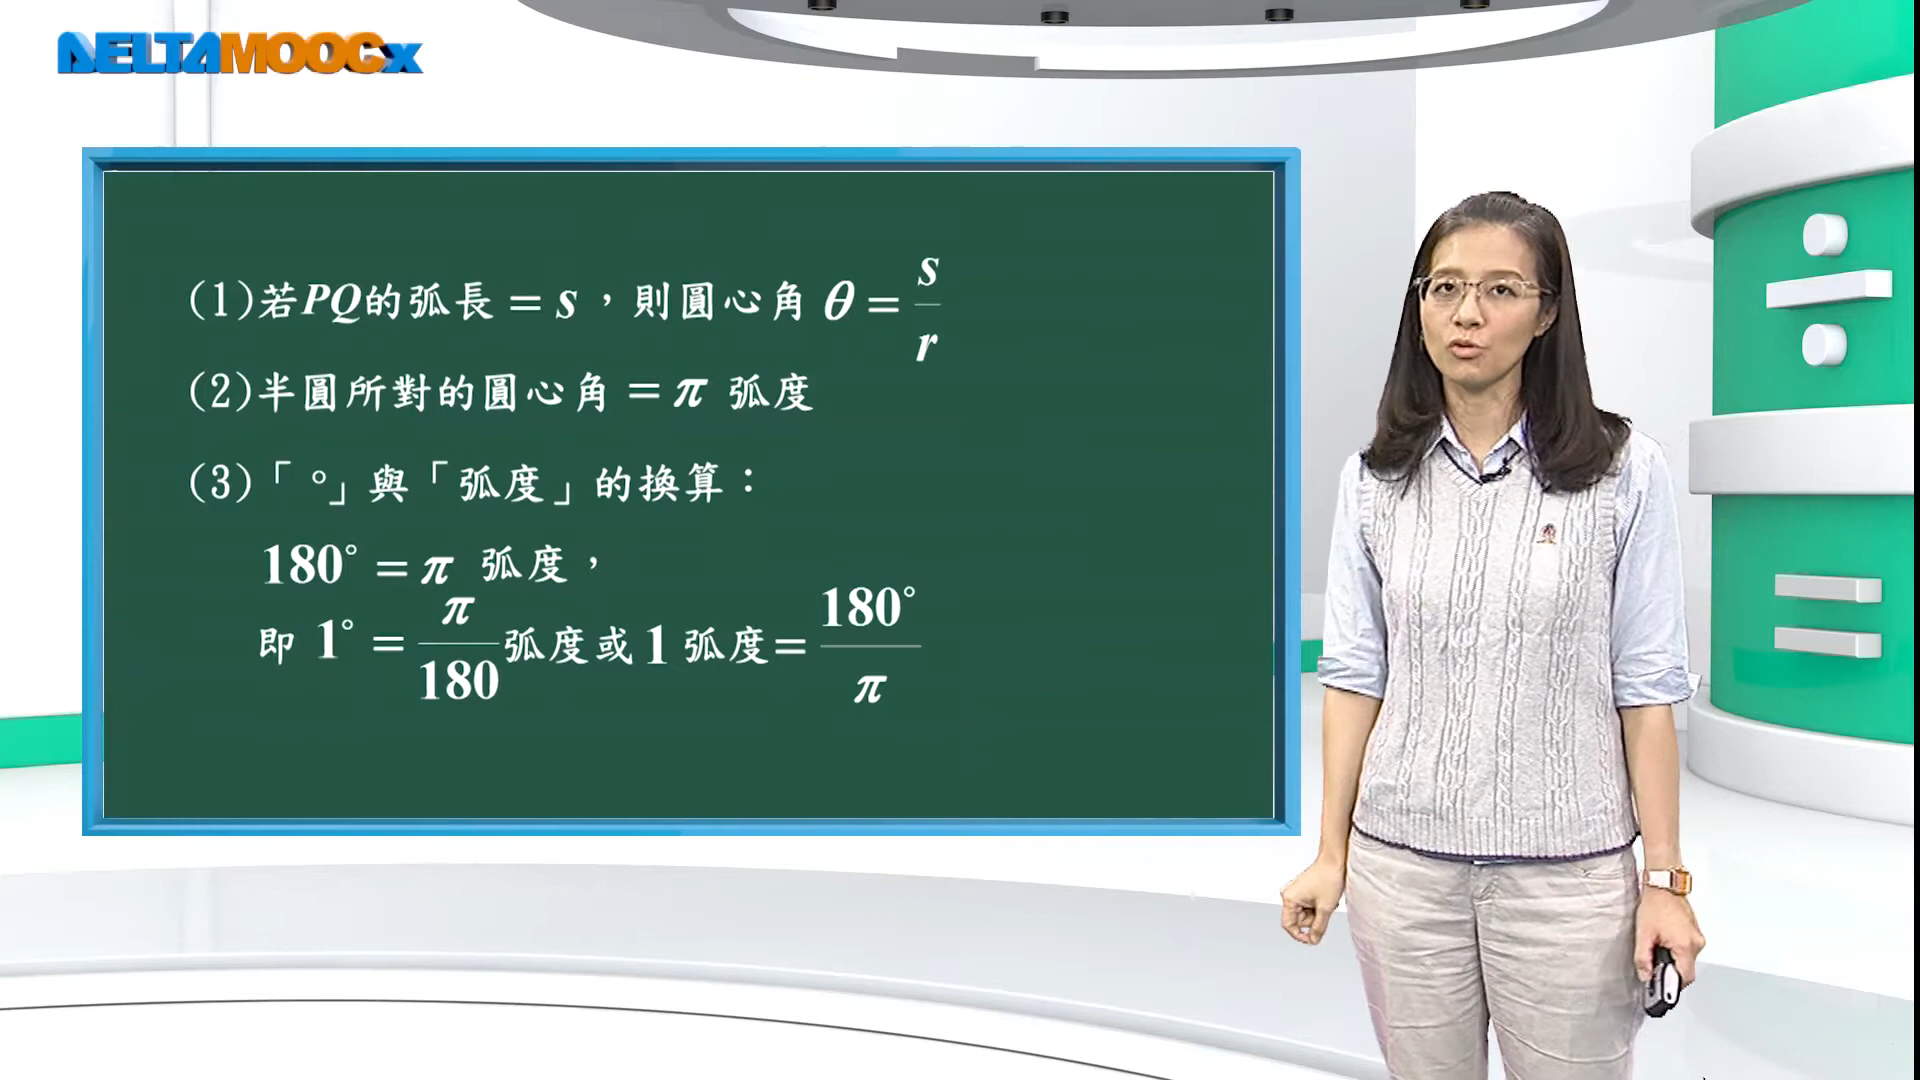 DELTAMOOCx
(1)若PQ的弧長=s，則圓心角θ=s/r
(2)半圓所對的圓心角=π 弧度
(3)「°」與「弧度」的換算：
180°=π 弧度，
即 1°=π/180弧度或 1 弧度=180°/π